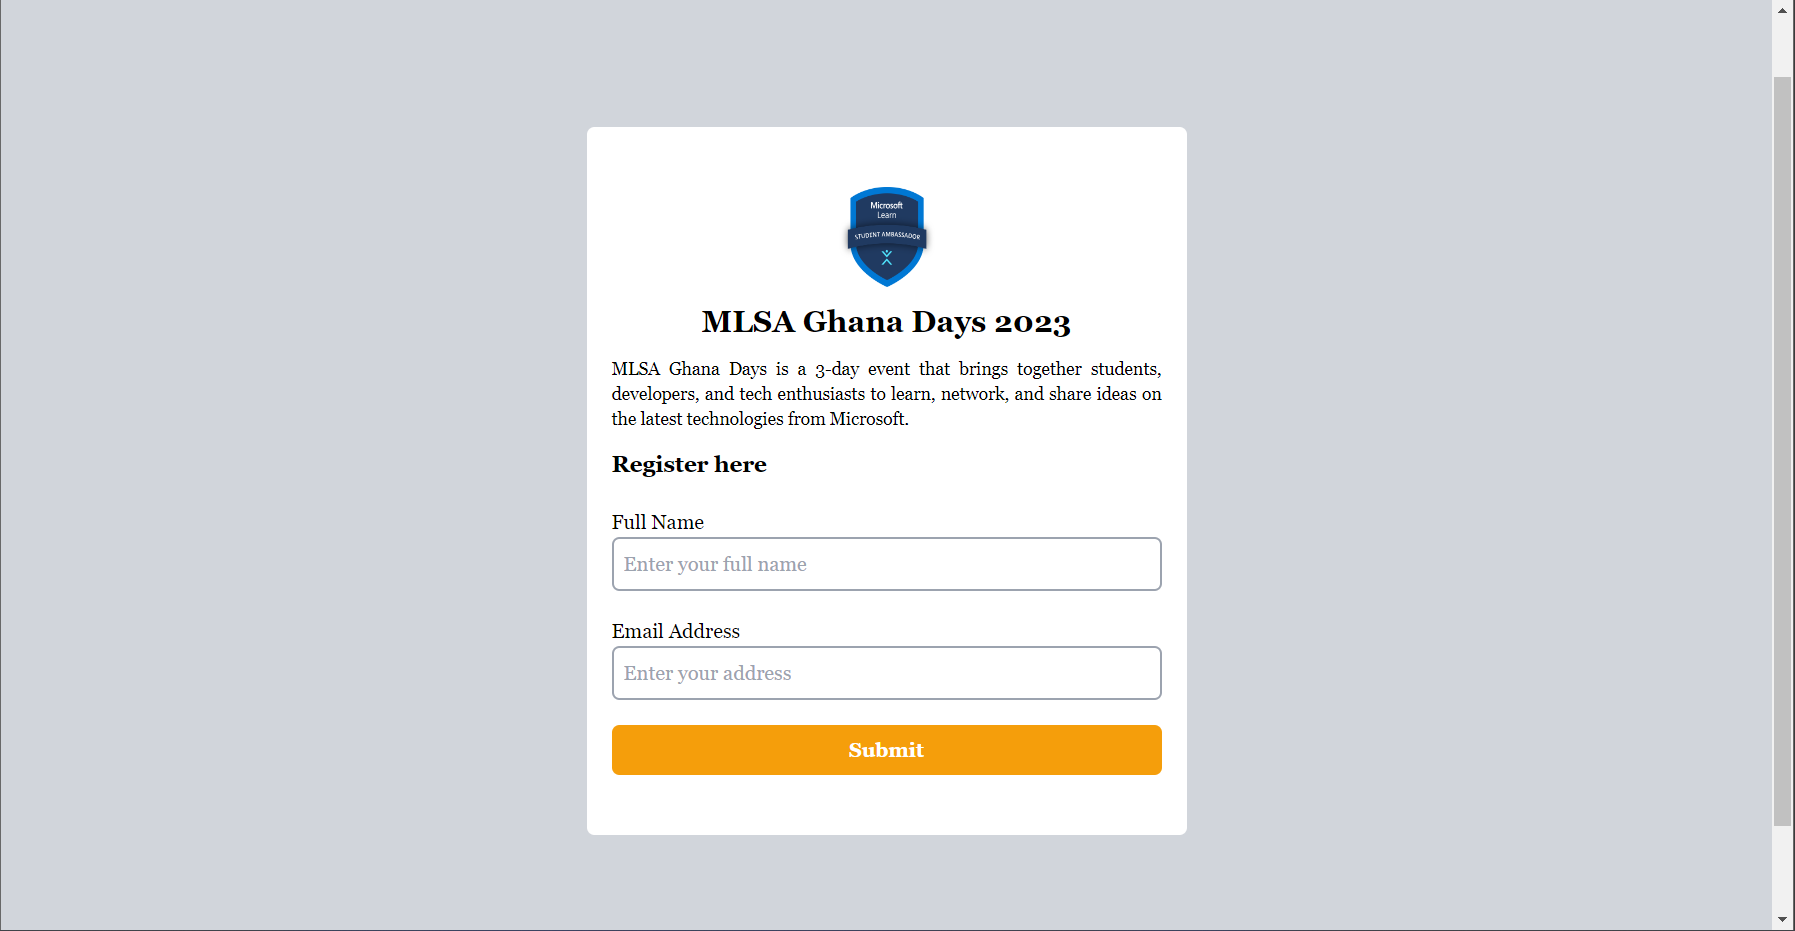 Microsoft
Learn
STUDENT AMBASSADOR
MLSA Ghana Days 2023
MLSA Ghana Days is a 3-day event that brings together students,
developers, and tech enthusiasts to learn, network, and share ideas on
the latest technologies from Microsoft.
Register here
Full Name
Enter your full name
Email Address
Enter your address
Submit